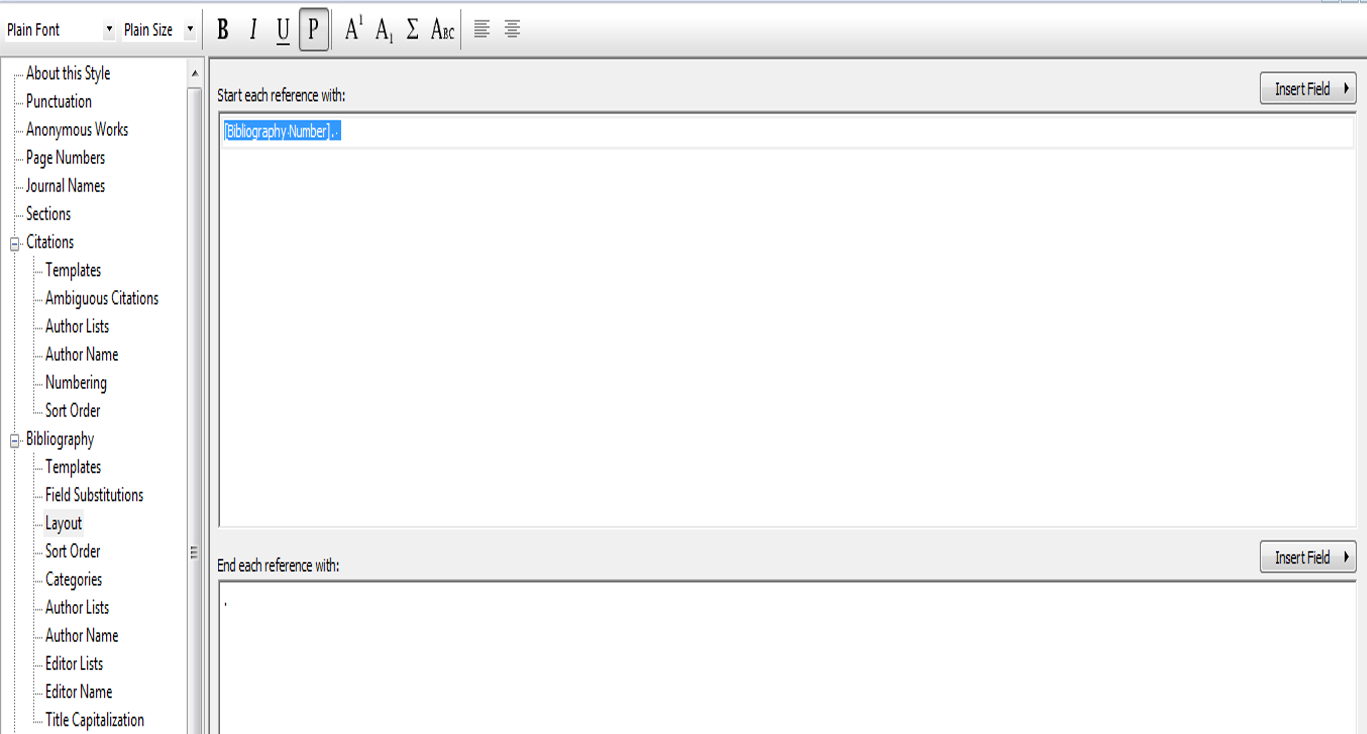 Plain Font Plain Size B I U P A1 A1 Σ ABC
About this Style
Punctuation
Anonymous Works
Page Numbers
Journal Names
Sections
Citations
Templates
Ambiguous Citations
Author Lists
Author Name
Numbering
Sort Order
Bibliography
Templates
Field Substitutions
Layout
Sort Order
Categories
Author Lists
Author Name
Editor Lists
Editor Name
Title Capitalization
Start each reference with:
Insert Field
[Bibliography·Number].·
End each reference with:
Insert Field
.